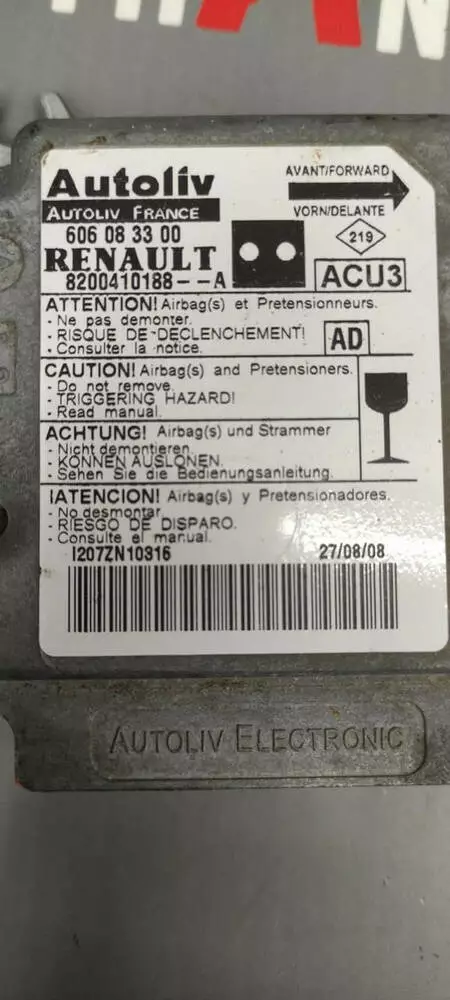 Autoliv
AUTOLIV FRANCE
606 08 33 00
RENAULT
8200410188--A
AVANT/FORWARD
VORN/DELANTE
219
ACU3
ATTENTION! Airbag(s) et Pretensionneurs.
- Ne pas demonter.
- RISQUE DE DECLENCHEMENT!
- Consulter la notice.
AD
CAUTION! Airbag(s) and Pretensioners.
- Do not remove.
- TRIGGERING HAZARD!
- Read manual.
ACHTUNG! Airbag(s) und Strammer
- Nicht demontieren.
- KONNEN AUSLONEN.
- Sehen Sie die Bedienungsanleitung.
!ATENCION! Airbag(s) y Pretensionadores.
- No desmontar.
- RIESGO DE DISPARO.
- Consulte el manual.
I207ZN10316 27/08/08
AUTOLIV ELECTRONIC